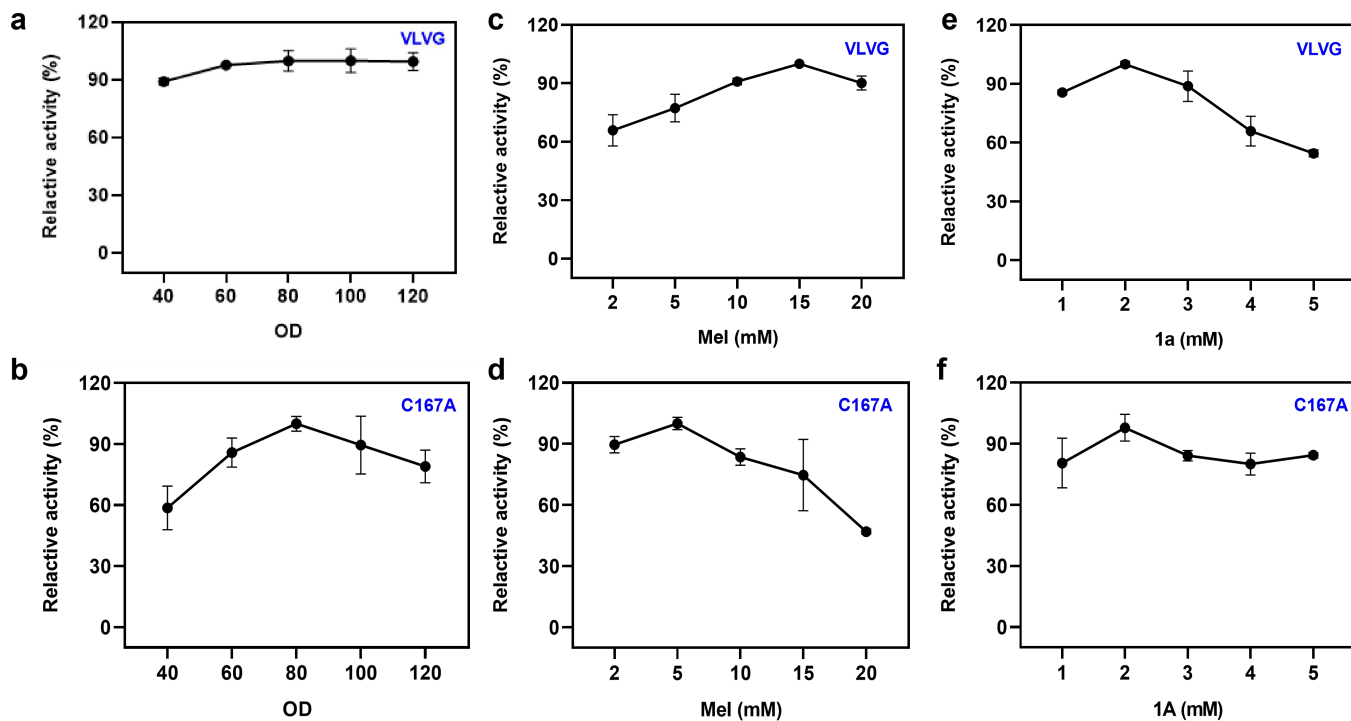 a
Relactive activity (%)
120
90
60
30
0
VLVG
40 60 80 100 120
OD
c
Relactive activity (%)
120
90
60
30
0
VLVG
2 5 10 15 20
Mel (mM)
e
Relactive activity (%)
120
90
60
30
0
VLVG
1 2 3 4 5
1a (mM)
b
Relactive activity (%)
120
90
60
30
0
C167A
40 60 80 100 120
OD
d
Relactive activity (%)
120
90
60
30
0
C167A
2 5 10 15 20
Mel (mM)
f
Relactive activity (%)
120
90
60
30
0
C167A
1 2 3 4 5
1A (mM)